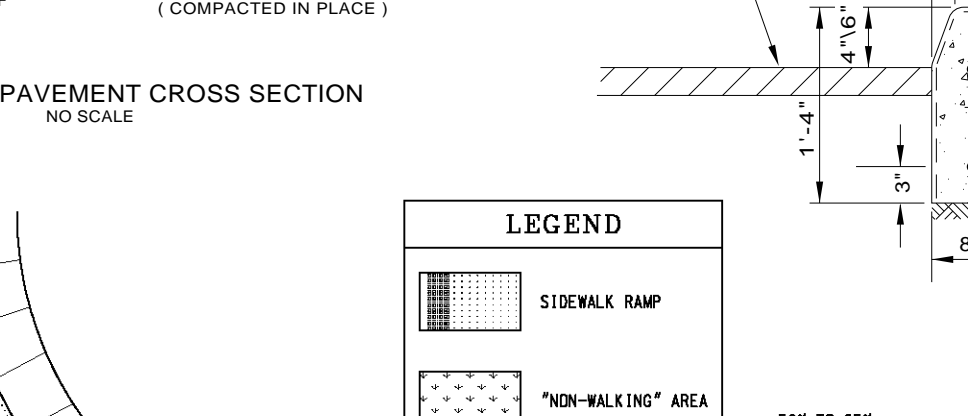 ( COMPACTED IN PLACE )
PAVEMENT CROSS SECTION
NO SCALE
4"\6"
1'-4"
3"
8
LEGEND
SIDEWALK RAMP
"NON-WALKING" AREA